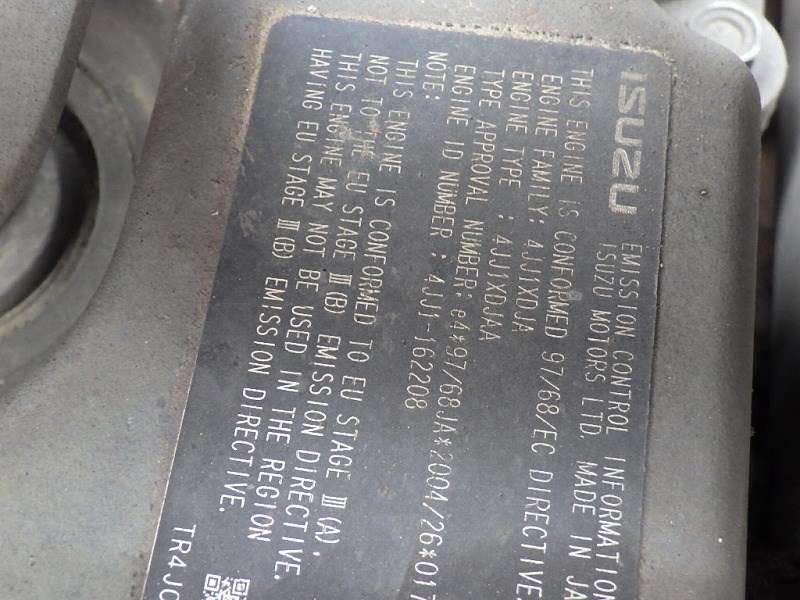 ISUZU
EMISSION CONTROL INFORMATION
ISUZU MOTORS LTD. MADE IN JA
THIS ENGINE IS CONFORMED 97/68/EC DIRECTIVE.
ENGINE FAMILY: 4JJ1XDJA
ENGINE TYPE : 4JJ1XDJAA
TYPE APPROVAL NUMBER: e4*97/68JA*2004/26*017
ENGINE ID NUMBER : 4JJ1-162208
NOTE:
THIS ENGINE IS CONFORMED TO EU STAGE Ⅲ(A),
NOT TO THE EU STAGE Ⅲ(B) EMISSION DIRECTIVE.
THIS ENGINE MAY NOT BE USED IN THE REGION
HAVING EU STAGE Ⅲ(B) EMISSION DIRECTIVE.
TR4JC